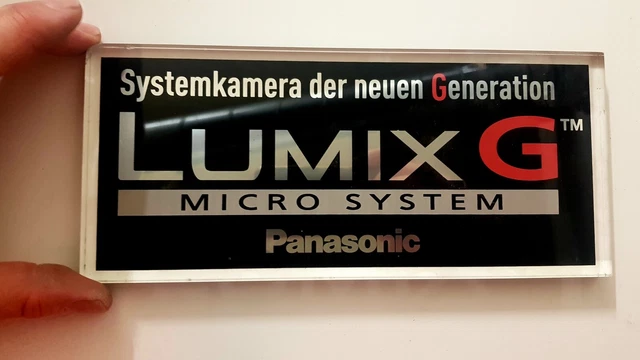 Systemkamera der neuen Generation
LUMIX G™
MICRO SYSTEM
Panasonic